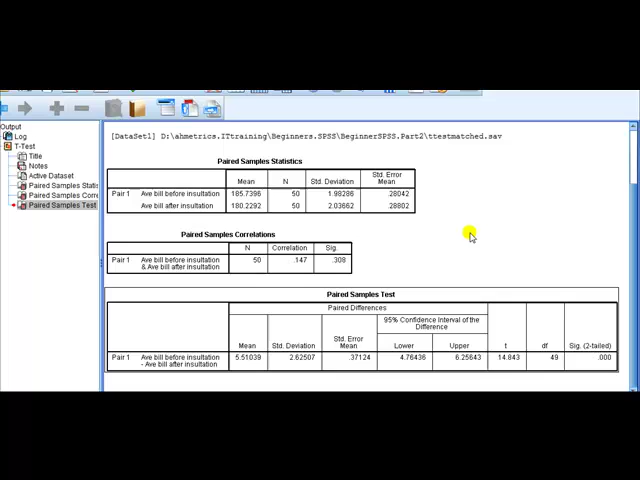 [DataSet1] D:\ahmetrics.ITtraining\Beginners.SPSS\BeginnerSPSS.Part2\ttestmatched.sav
Output
Log
T-Test
Title
Notes
Active Dataset
Paired Samples Statis
Paired Samples Corre
Paired Samples Test
Paired Samples Statistics
Mean N Std. Deviation Std. Error Mean
Pair 1 Ave bill before insultation 185.7396 50 1.98286 .28042
Ave bill after insultation 180.2292 50 2.03662 .28802
Paired Samples Correlations
N Correlation Sig.
Pair 1 Ave bill before insultation & Ave bill after insultation 50 .147 .308
Paired Samples Test
Paired Differences
95% Confidence Interval of the Difference
Mean Std. Deviation Std. Error Mean Lower Upper t df Sig. (2-tailed)
Pair 1 Ave bill before insultation - Ave bill after insultation 5.51039 2.62507 .37124 4.76436 6.25643 14.843 49 .000